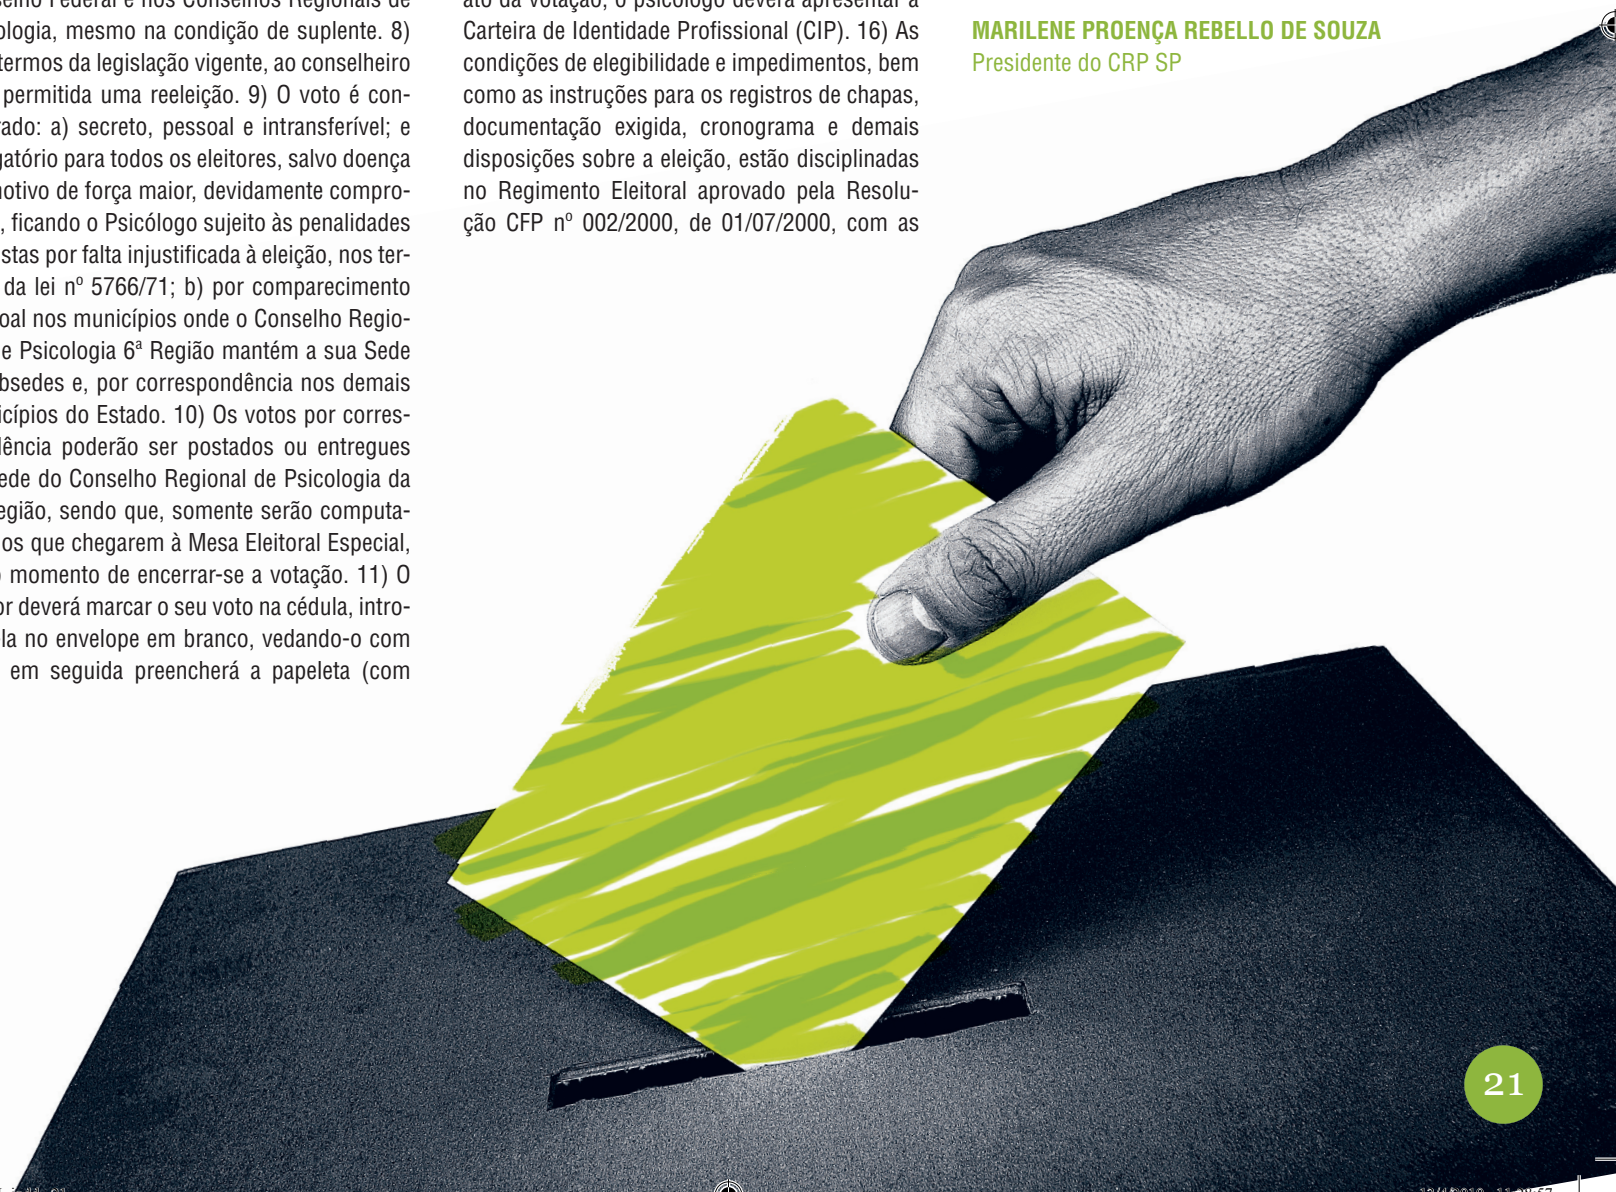 selho Federal e nos Conselhos Regionais de
ologia, mesmo na condição de suplente. 8)
termos da legislação vigente, ao conselheiro
permitida uma reeleição. 9) O voto é con-
rado: a) secreto, pessoal e intransferível; e
gatório para todos os eleitores, salvo doença
notivo de força maior, devidamente compro-
, ficando o Psicólogo sujeito às penalidades
stas por falta injustificada à eleição, nos ter-
da lei nº 5766/71; b) por comparecimento
oal nos municípios onde o Conselho Regio-
e Psicologia 6ª Região mantém a sua Sede
bsedes e, por correspondência nos demais
icípios do Estado. 10) Os votos por corres-
dência poderão ser postados ou entregues
ede do Conselho Regional de Psicologia da
egião, sendo que, somente serão computa-
os que chegarem à Mesa Eleitoral Especial,
o momento de encerrar-se a votação. 11) O
or deverá marcar o seu voto na cédula, intro-
ela no envelope em branco, vedando-o com
em seguida preencherá a papeleta (com
ato da votação, o psicólogo deverá apresentar a
Carteira de Identidade Profissional (CIP). 16) As
condições de elegibilidade e impedimentos, bem
como as instruções para os registros de chapas,
documentação exigida, cronograma e demais
disposições sobre a eleição, estão disciplinadas
no Regimento Eleitoral aprovado pela Resolu-
ção CFP nº 002/2000, de 01/07/2000, com as
MARILENE PROENÇA REBELLO DE SOUZA
Presidente do CRP SP
21